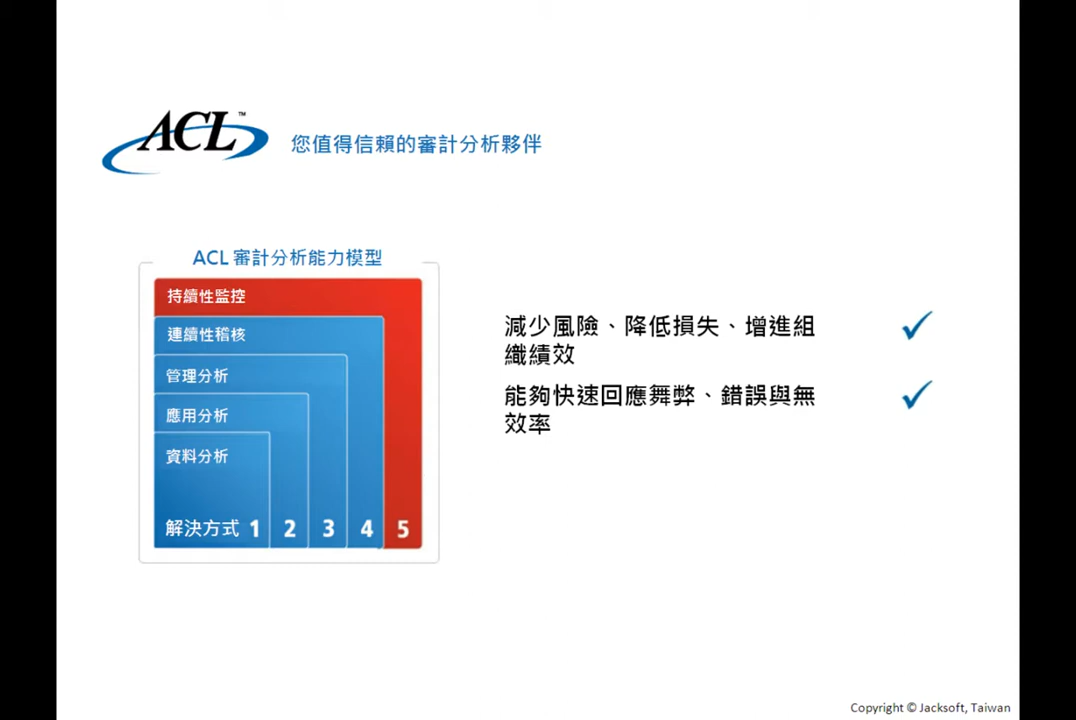 ACL™
您值得信賴的審計分析夥伴
ACL 審計分析能力模型
持續性監控
連續性稽核
管理分析
應用分析
資料分析
解決方式 1 2 3 4 5
減少風險、降低損失、增進組
織績效
能夠快速回應舞弊、錯誤與無
效率
Copyright © Jacksoft, Taiwan